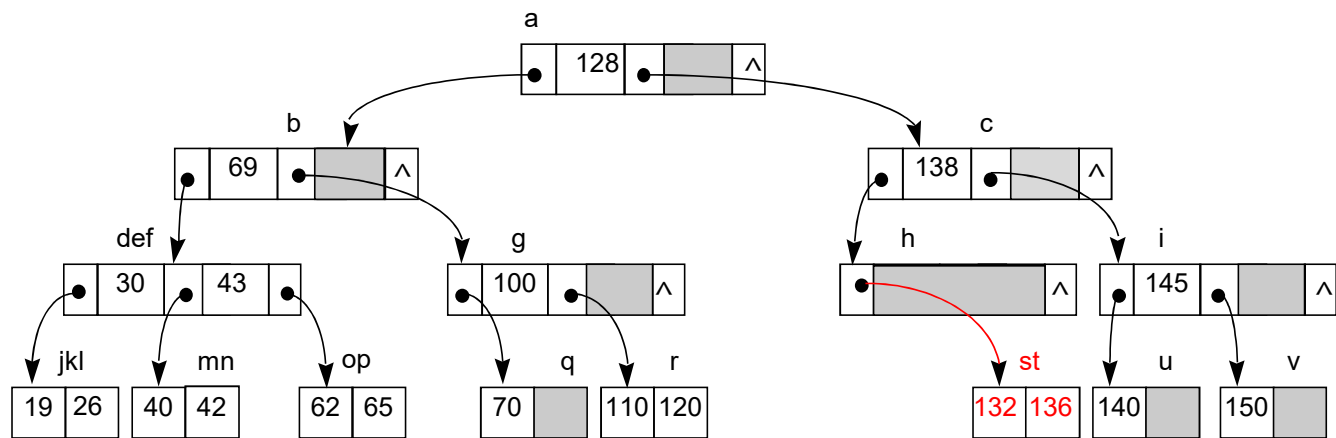 a
128 ^
b c
69 ^ 138 ^
def g h i
30 43 100 ^ ^ 145 ^
jkl mn op q r st u v
19 26 40 42 62 65 70 110 120 132 136 140 150